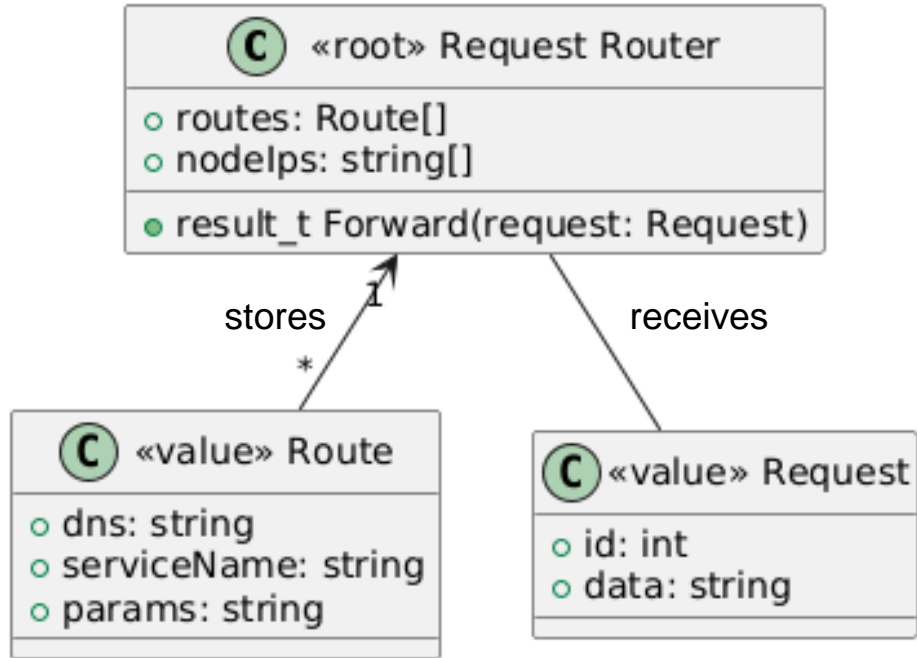 C «root» Request Router
routes: Route[]
nodeIps: string[]
result_t Forward(request: Request)
1
stores
receives
*
C «value» Route
dns: string
serviceName: string
params: string
C «value» Request
id: int
data: string